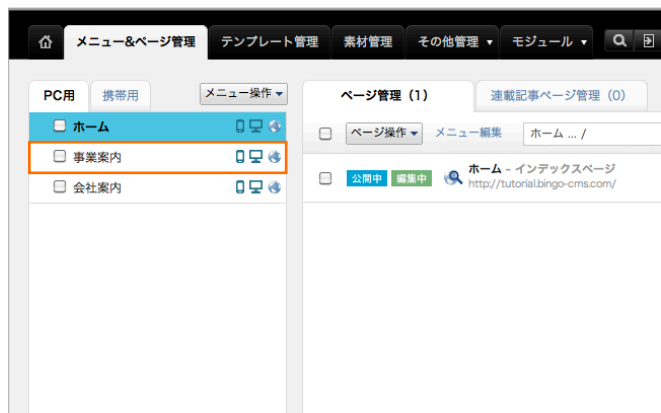 メニュー&ページ管理 テンプレート管理 素材管理 その他管理 ▼ モジュール ▼
PC用 携帯用 メニュー操作 ▼
ホーム
事業案内
会社案内
ページ管理（1） 連載記事ページ管理（0）
ページ操作 ▼ メニュー編集 ホーム ... /
公開中 編集中 ホーム - インデックスページ
http://tutorial.bingo-cms.com/